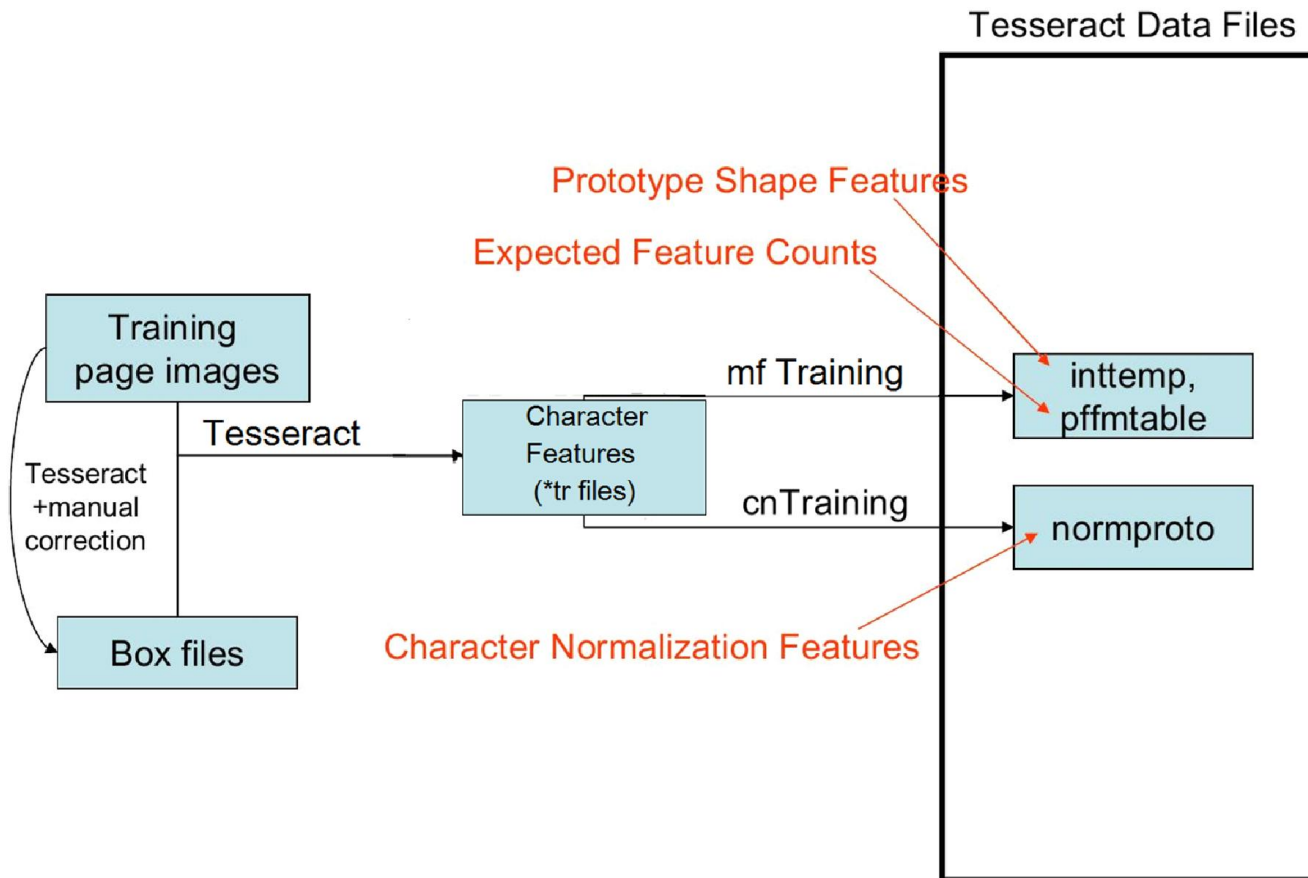 Tesseract Data Files
Prototype Shape Features
Expected Feature Counts
Training
page images
Tesseract
+manual
correction
Box files
Tesseract
Character
Features
(*tr files)
mf Training
cnTraining
inttemp,
pffmtable
normproto
Character Normalization Features